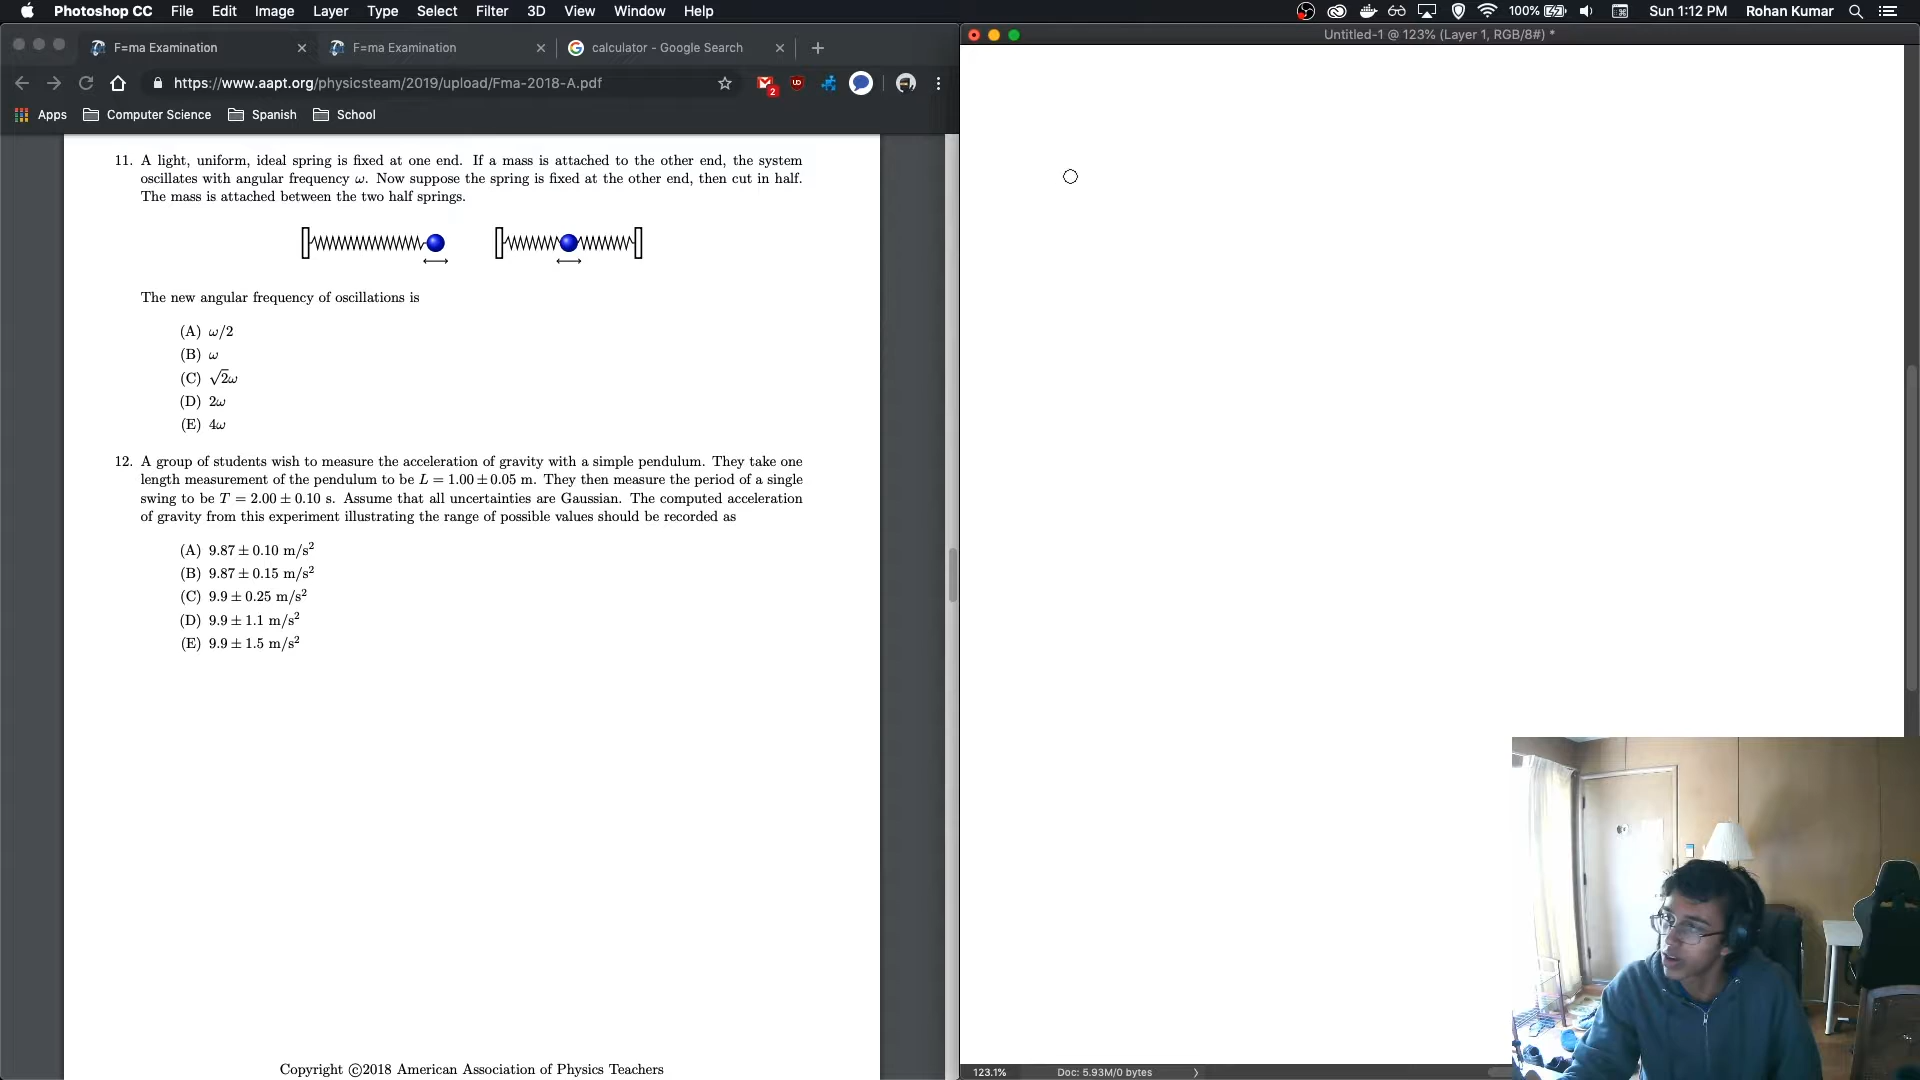 Photoshop CC File Edit Image Layer Type Select Filter 3D View Window Help 100% Sun 1:12 PM Rohan Kumar
F=ma Examination F=ma Examination calculator - Google Search
https://www.aapt.org/physicsteam/2019/upload/Fma-2018-A.pdf 2
Apps Computer Science Spanish School
11. A light, uniform, ideal spring is fixed at one end. If a mass is attached to the other end, the system
oscillates with angular frequency ω. Now suppose the spring is fixed at the other end, then cut in half.
The mass is attached between the two half springs.
The new angular frequency of oscillations is
(A) ω/2
(B) ω
(C) √2ω
(D) 2ω
(E) 4ω
12. A group of students wish to measure the acceleration of gravity with a simple pendulum. They take one
length measurement of the pendulum to be L = 1.00 ± 0.05 m. They then measure the period of a single
swing to be T = 2.00 ± 0.10 s. Assume that all uncertainties are Gaussian. The computed acceleration
of gravity from this experiment illustrating the range of possible values should be recorded as
(A) 9.87 ± 0.10 m/s²
(B) 9.87 ± 0.15 m/s²
(C) 9.9 ± 0.25 m/s²
(D) 9.9 ± 1.1 m/s²
(E) 9.9 ± 1.5 m/s²
Copyright ©2018 American Association of Physics Teachers
Untitled-1 @ 123% (Layer 1, RGB/8#) *
123.1% Doc: 5.93M/0 bytes